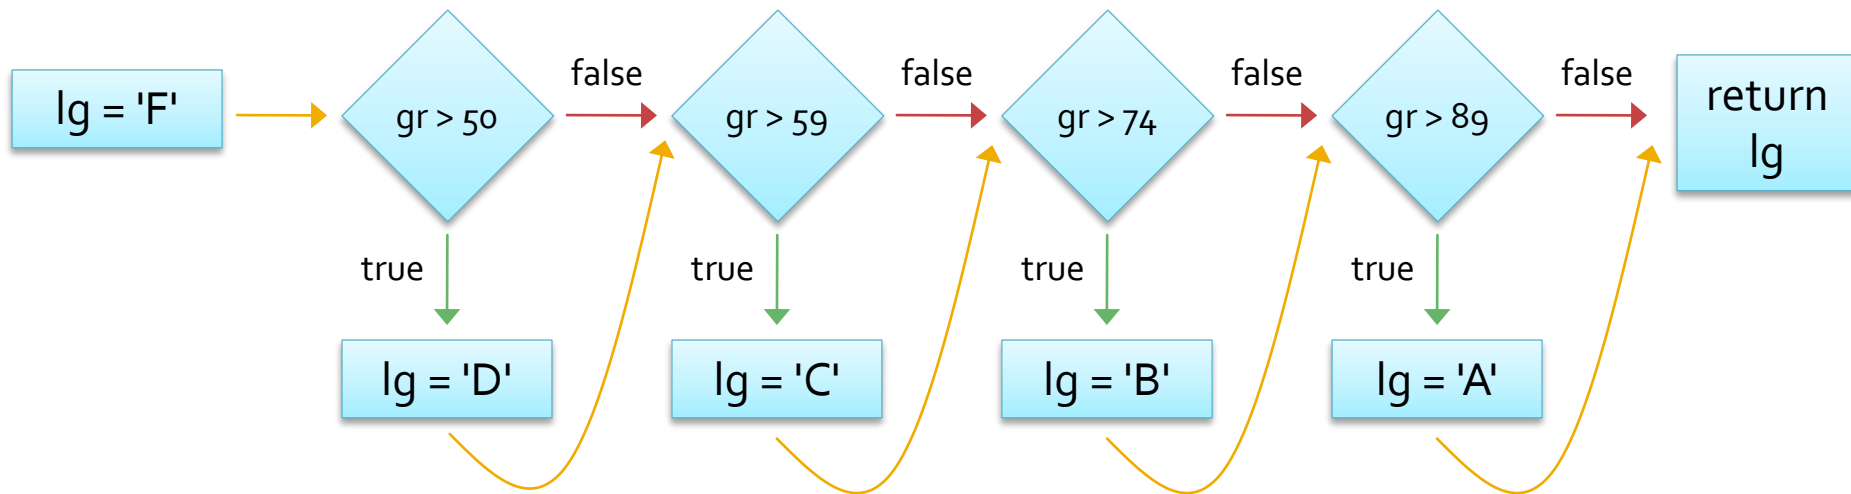 lg = 'F'
gr > 50
false
true
lg = 'D'
gr > 59
false
true
lg = 'C'
gr > 74
false
true
lg = 'B'
gr > 89
false
true
lg = 'A'
return
lg